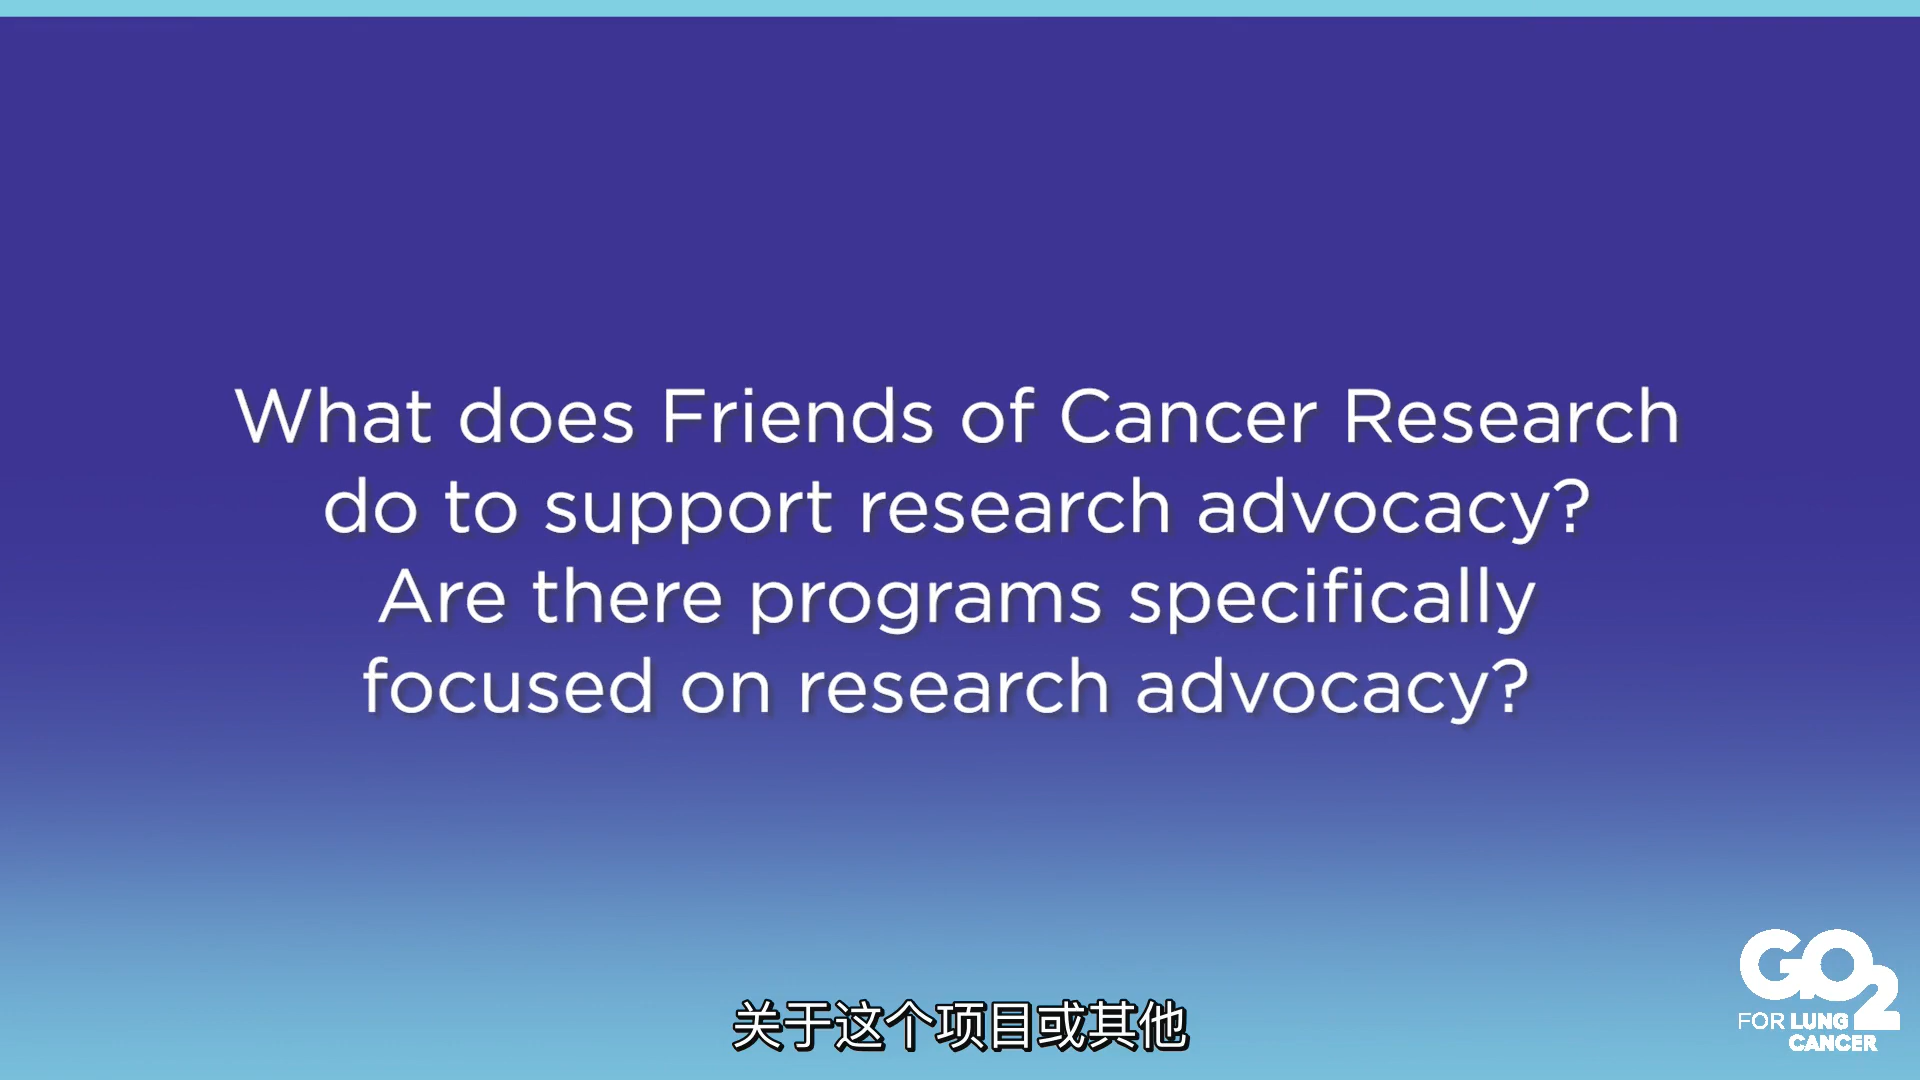 What does Friends of Cancer Research
do to support research advocacy?
Are there programs specifically
focused on research advocacy?
关于这个项目或其他
GO2
FOR LUNG
CANCER